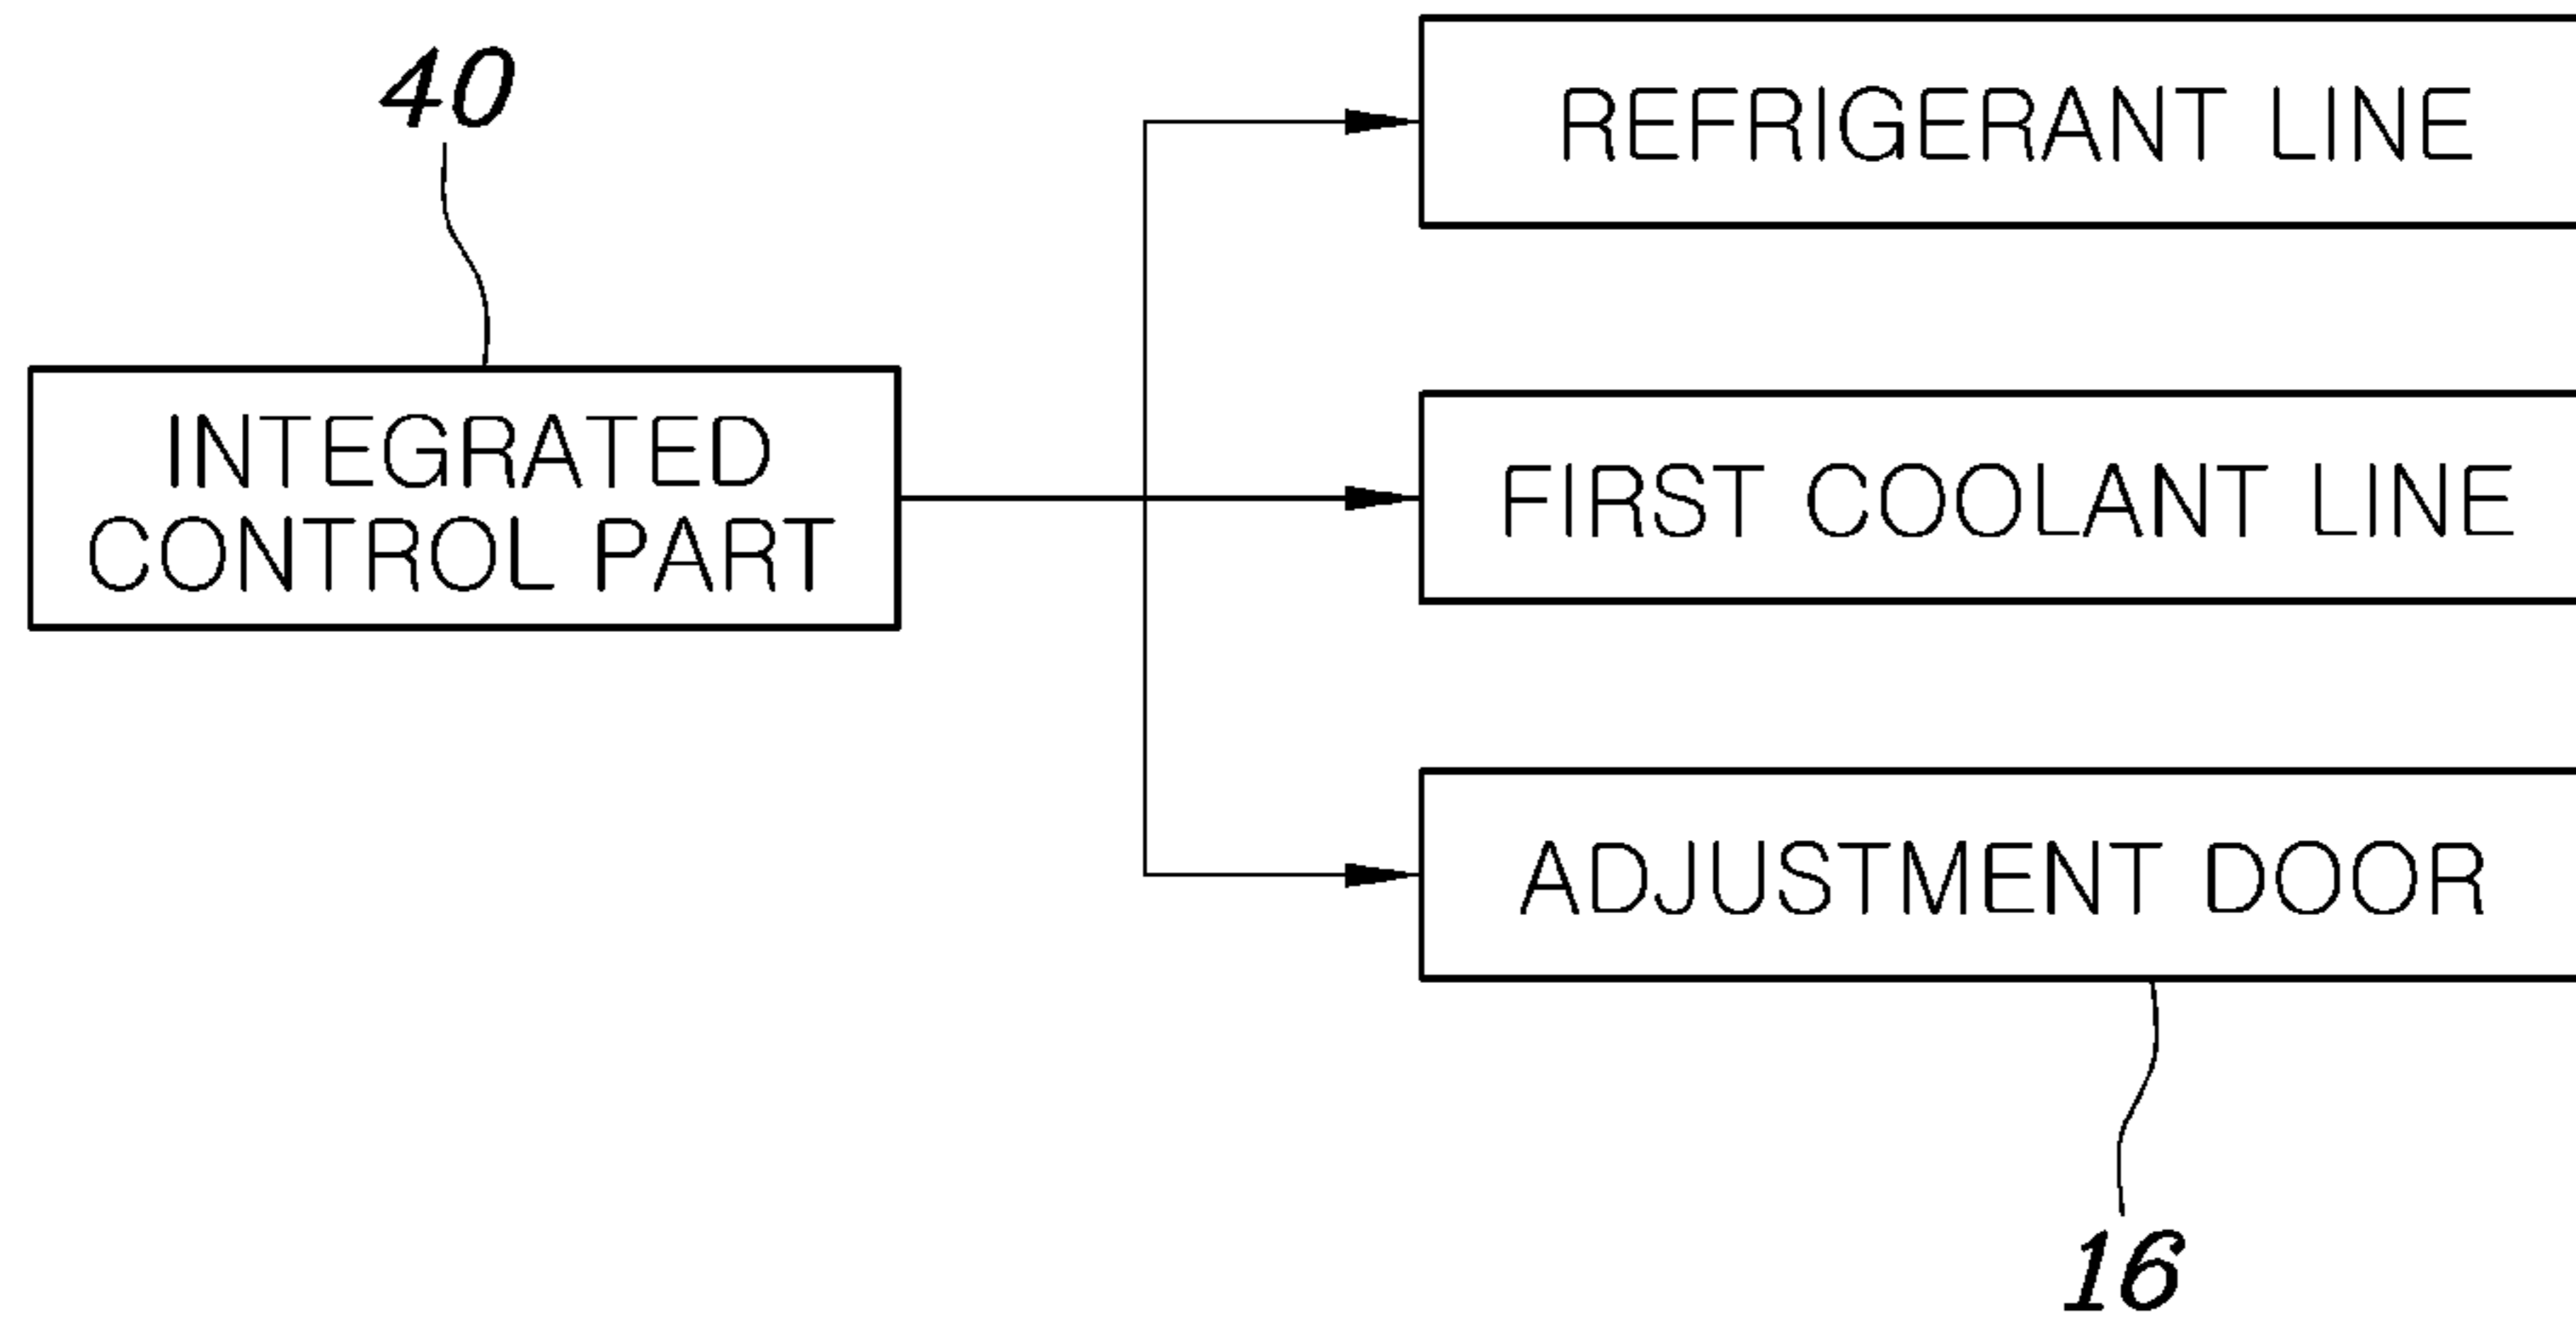 40
REFRIGERANT LINE
INTEGRATED
CONTROL PART
FIRST COOLANT LINE
ADJUSTMENT DOOR
16